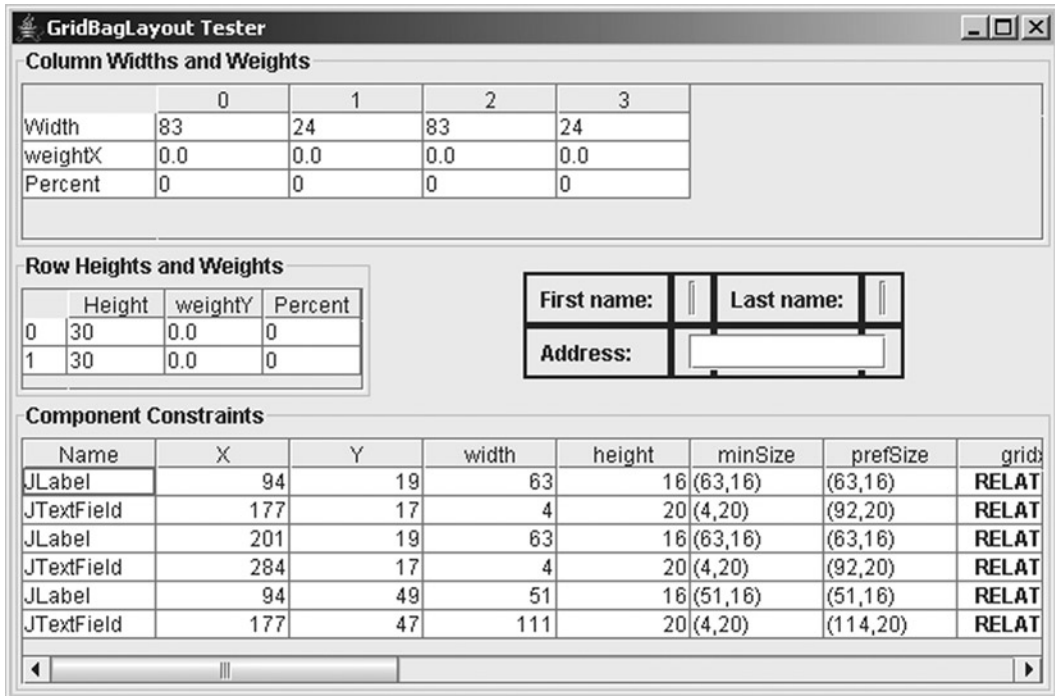 GridBagLayout Tester
Column Widths and Weights
0 1 2 3
Width 83 24 83 24
weightX 0.0 0.0 0.0 0.0
Percent 0 0 0 0
Row Heights and Weights
Height weightY Percent
0 30 0.0 0
1 30 0.0 0
First name: Last name:
Address:
Component Constraints
Name X Y width height minSize prefSize gridx
JLabel 94 19 63 16 (63,16) (63,16) RELAT
JTextField 177 17 4 20 (4,20) (92,20) RELAT
JLabel 201 19 63 16 (63,16) (63,16) RELAT
JTextField 284 17 4 20 (4,20) (92,20) RELAT
JLabel 94 49 51 16 (51,16) (51,16) RELAT
JTextField 177 47 111 20 (4,20) (114,20) RELAT